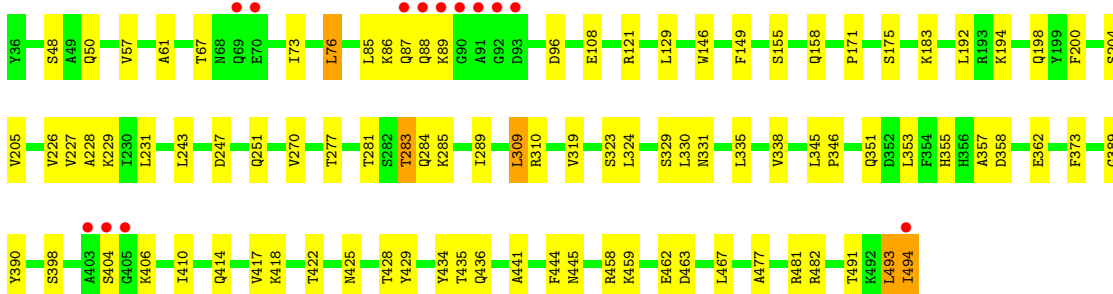 Y36 S48 A49 Q50 V57 A61 T67 N68 Q69 E70 I73 L76 L85 K86 Q87 Q88 K89 G90 A91 G92 D93 D96 E108 R121 L129 W146 F149 S155 Q158 P171 S175 K183 L192 R193 K194 Q198 Y199 F200 S204
V205 V226 V227 A228 K229 I230 L231 L243 D247 Q251 V270 T277 T281 S282 T283 Q284 K285 I289 L309 R310 V319 S323 L324 S329 L330 N331 L335 V338 L345 P346 Q351 D352 L353 F354 H355 H356 A357 D358 E362 F373 G389
Y390 S398 A403 S404 G405 K406 I410 Q414 V417 K418 T422 N425 T428 Y429 Y434 T435 Q436 A441 F444 N445 R458 K459 E462 D463 L467 A477 R481 R482 T491 K492 L493 I494